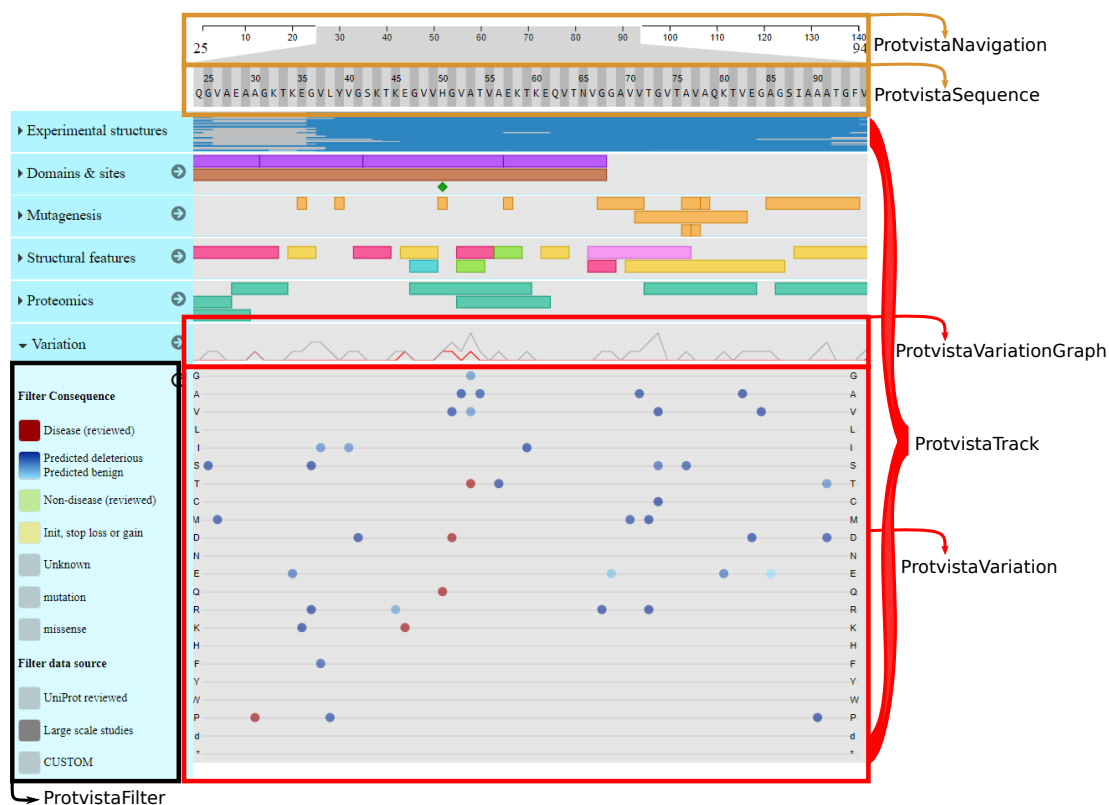 10 20 30 40 50 60 70 80 90 100 110 120 130 140
25 94
ProtvistaNavigation
25 30 35 40 45 50 55 60 65 70 75 80 85 90
QGVAEAAGKTKEGVLYVGSKTKEGVVHGVATVAEKTKEQVTNVGGAVVTGVTAVAQKTVEGAGSIAAATGFV
ProtvistaSequence
Experimental structures
Domains & sites
Mutagenesis
Structural features
Proteomics
Variation
ProtvistaVariationGraph
ProtvistaTrack
ProtvistaVariation
Filter Consequence
Disease (reviewed)
Predicted deleterious
Predicted benign
Non-disease (reviewed)
Init, stop loss or gain
Unknown
mutation
missense
Filter data source
UniProt reviewed
Large scale studies
CUSTOM
G G
A A
V V
L L
I I
S S
T T
C C
M M
D D
N N
E E
Q Q
R R
K K
H H
F F
Y Y
W W
P P
d d
* *
ProtvistaFilter